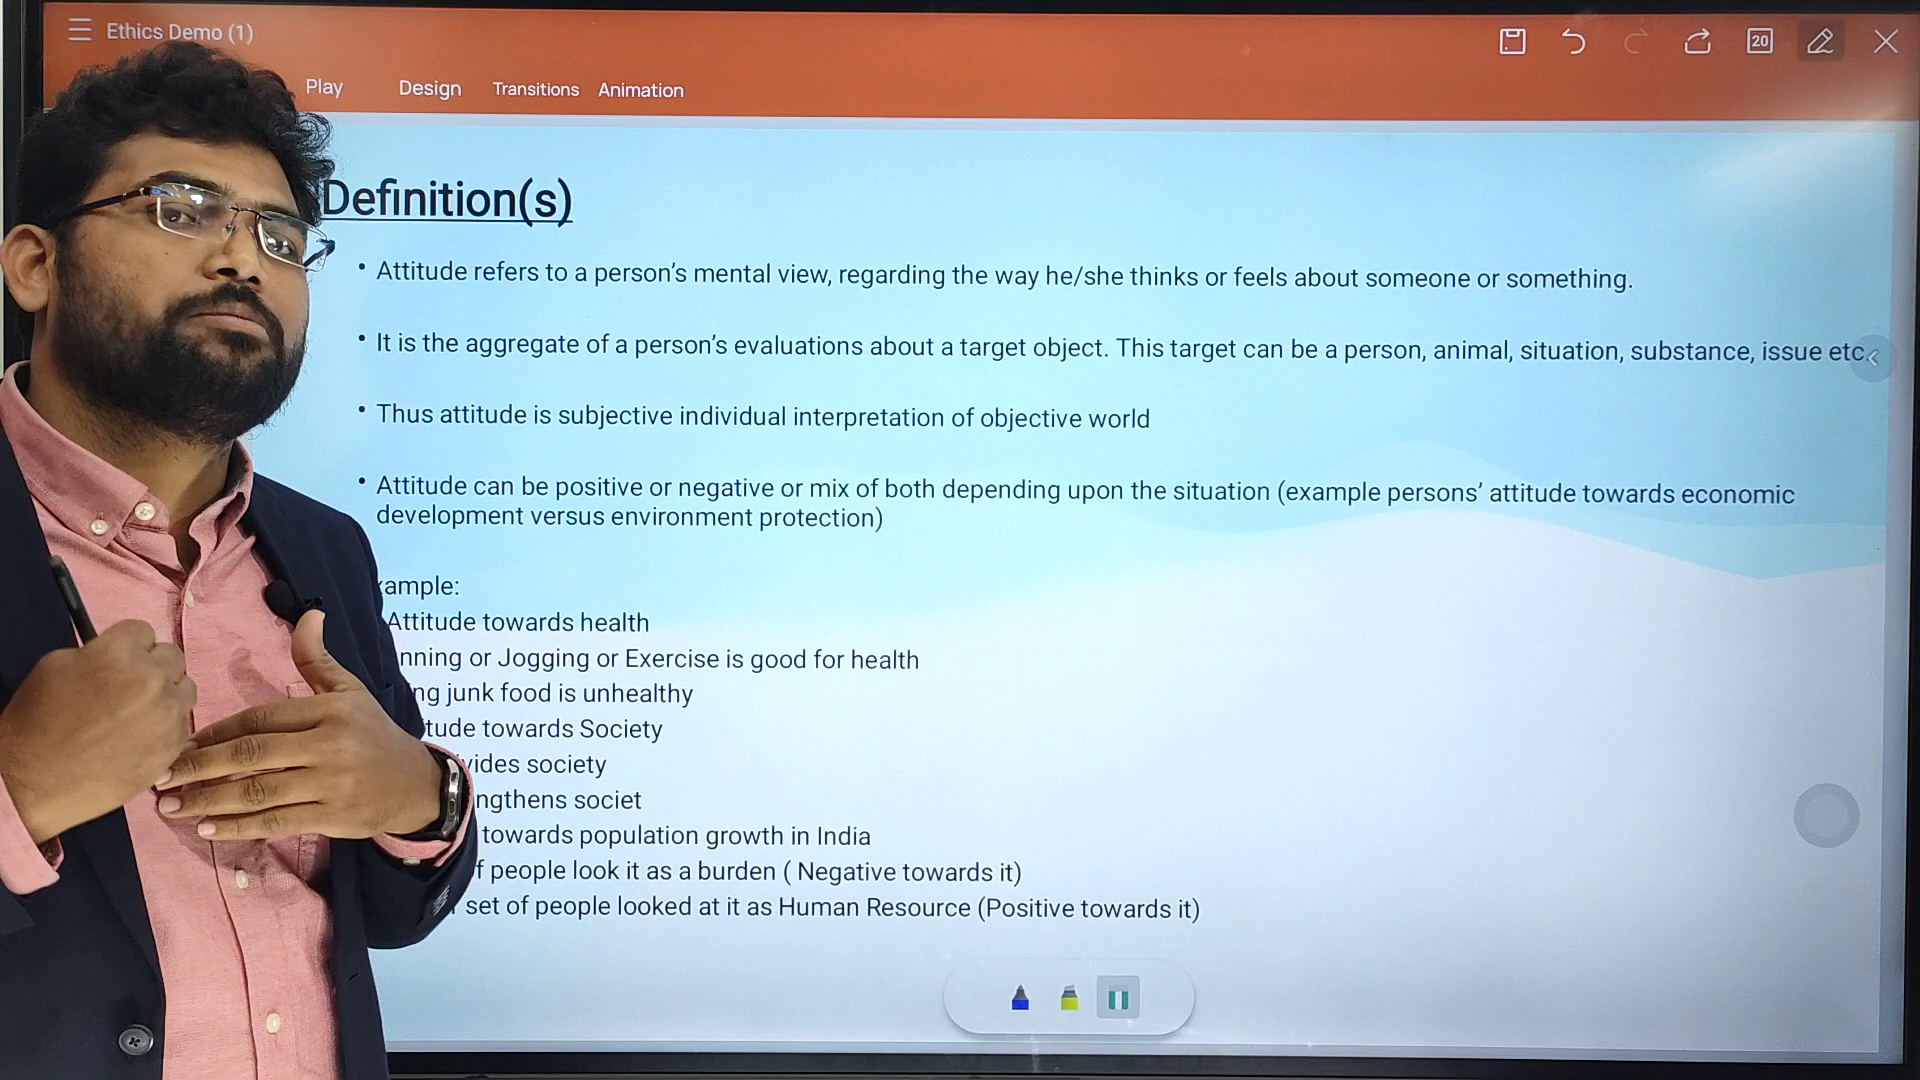 Ethics Demo (1)
20
Play Design Transitions Animation
Definition(s)
• Attitude refers to a person's mental view, regarding the way he/she thinks or feels about someone or something.
• It is the aggregate of a person's evaluations about a target object. This target can be a person, animal, situation, substance, issue etc.
• Thus attitude is subjective individual interpretation of objective world
• Attitude can be positive or negative or mix of both depending upon the situation (example persons' attitude towards economic
development versus environment protection)
ample:
Attitude towards health
nning or Jogging or Exercise is good for health
ng junk food is unhealthy
tude towards Society
vides society
ngthens societ
towards population growth in India
f people look it as a burden ( Negative towards it)
set of people looked at it as Human Resource (Positive towards it)